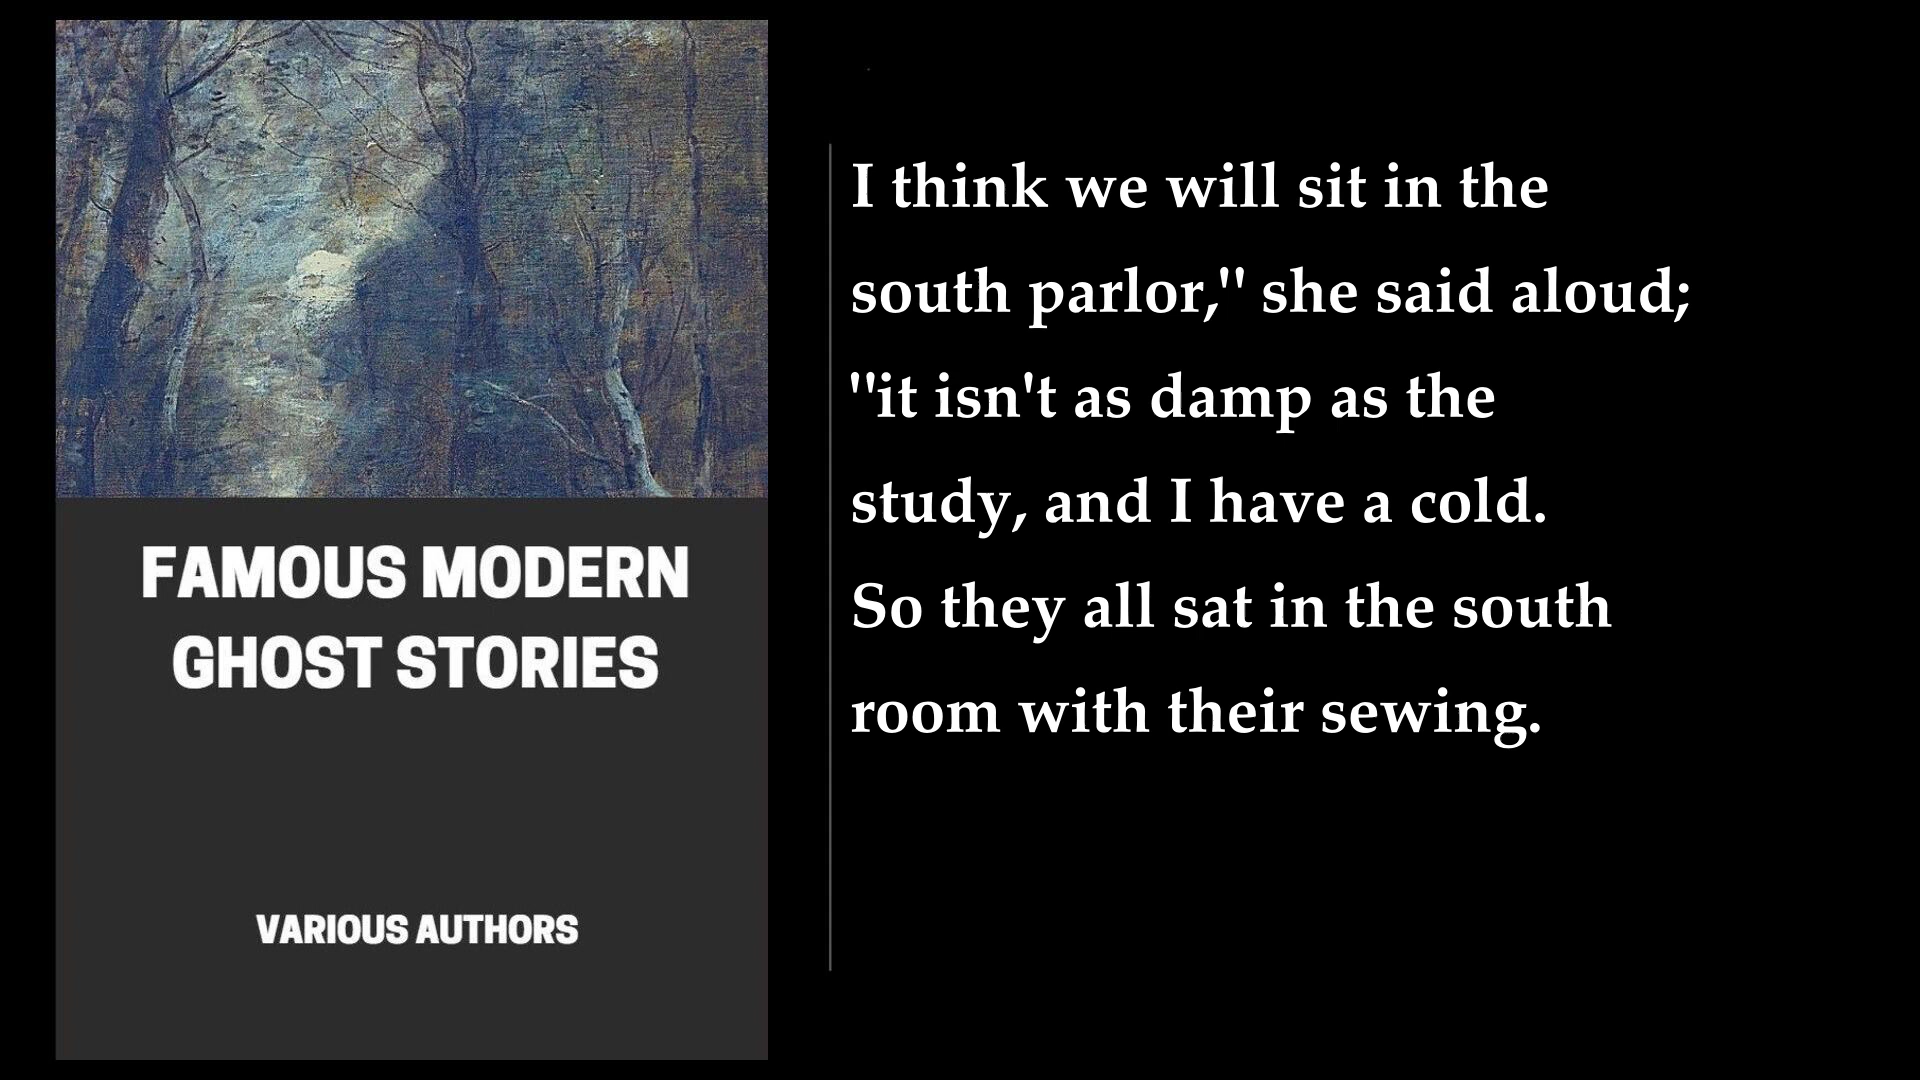 FAMOUS MODERN
GHOST STORIES
VARIOUS AUTHORS
I think we will sit in the
south parlor," she said aloud;
"it isn't as damp as the
study, and I have a cold.
So they all sat in the south
room with their sewing.